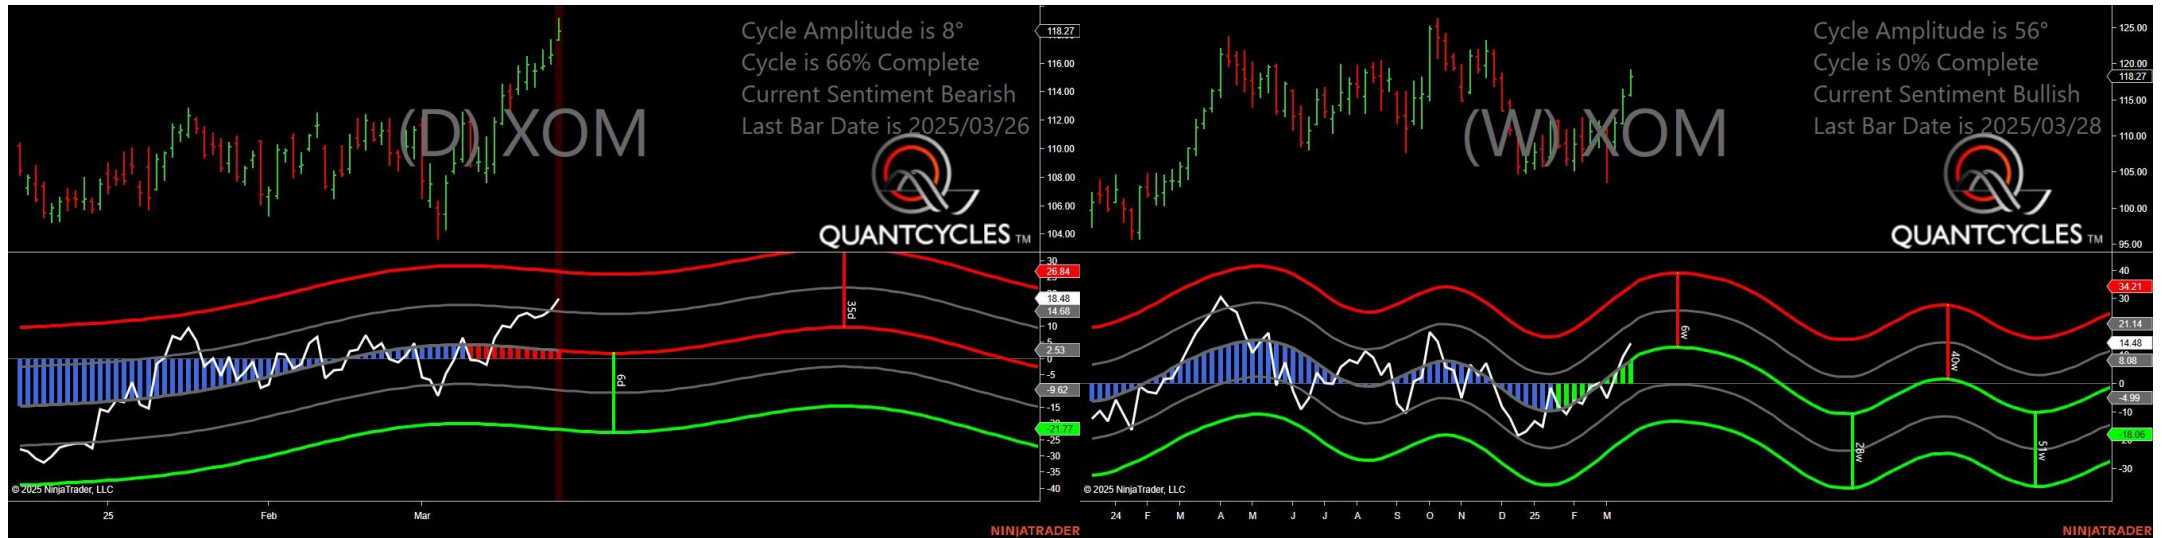 Cycle Amplitude is 8°
Cycle is 66% Complete
Current Sentiment Bearish
Last Bar Date is 2025/03/26
(D) XOM
QUANTCYCLES TM
118.27
116.00
114.00
112.00
110.00
108.00
106.00
104.00
30
26.84
18.48
14.68
10
5
2.53
0
-5
-9.62
-15
-21.77
-25
-30
-35
-40
35d
6d
© 2025 NinjaTrader, LLC
25 Feb Mar
NINJATRADER
Cycle Amplitude is 56°
Cycle is 0% Complete
Current Sentiment Bullish
Last Bar Date is 2025/03/28
(W) XOM
QUANTCYCLES TM
125.00
120.00
118.27
115.00
110.00
105.00
100.00
95.00
40
34.21
30
21.14
14.48
8.08
0
-4.99
-10
-18.06
-30
6w
40w
28w
51w
© 2025 NinjaTrader, LLC
24 F M A M J J A S O N D 25 F M
NINJATRADER